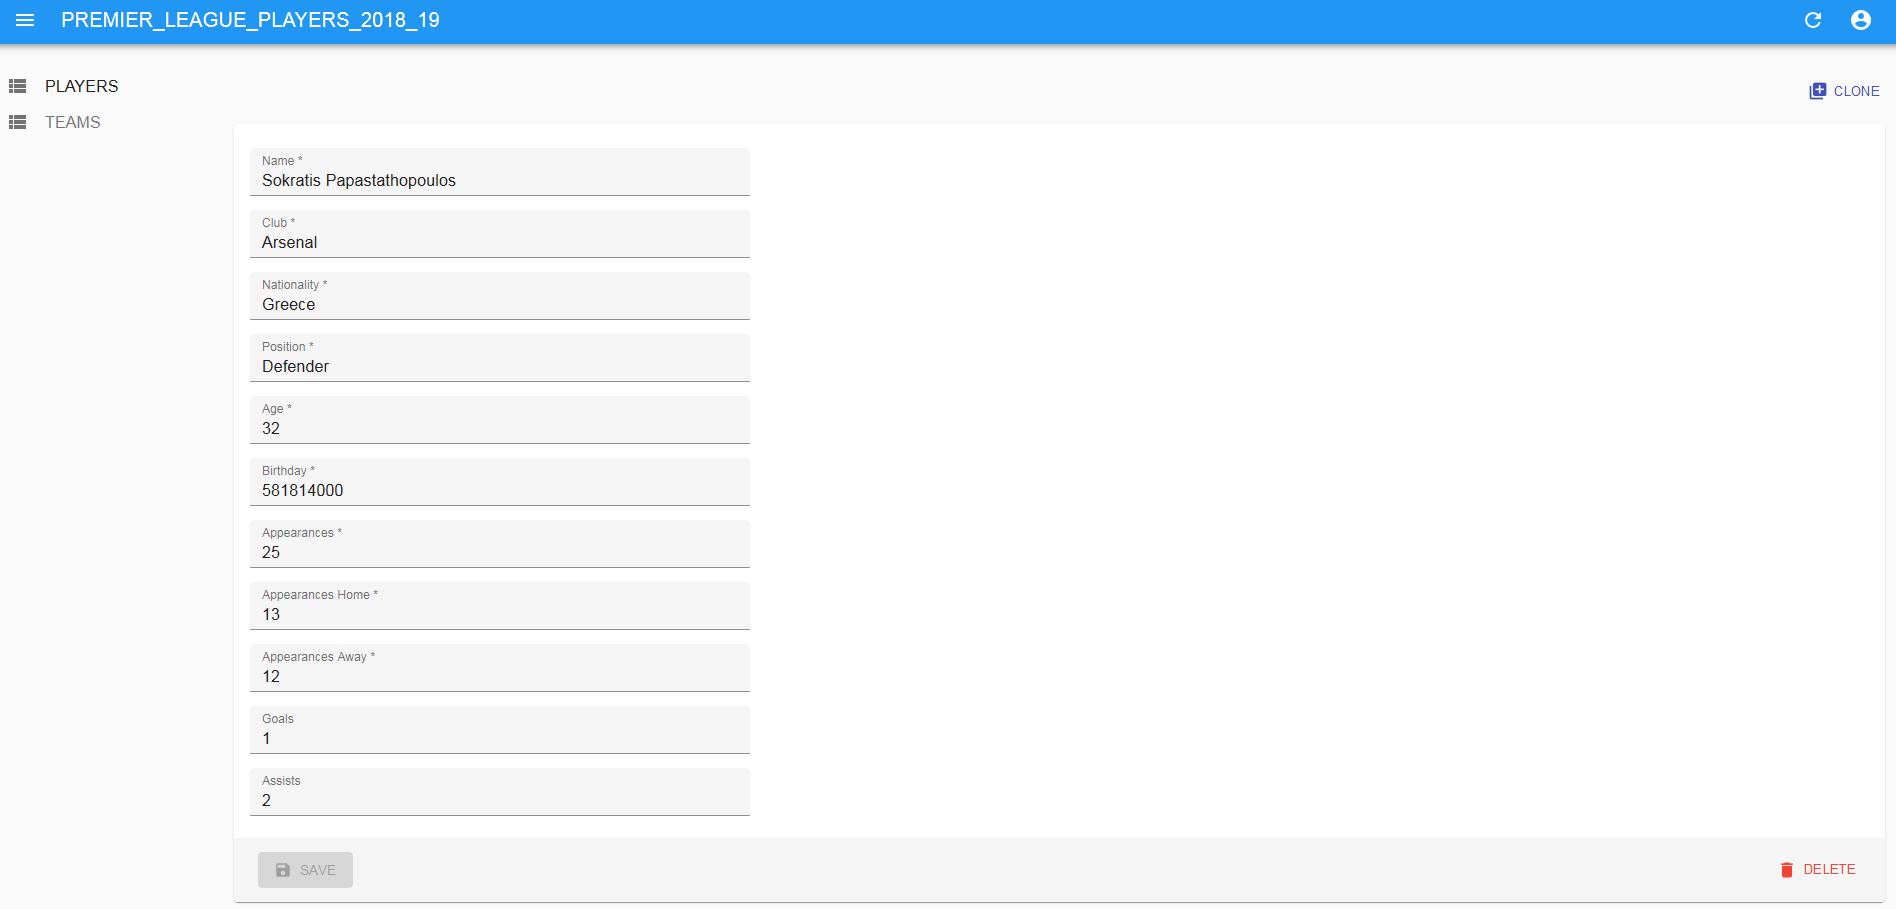 PREMIER_LEAGUE_PLAYERS_2018_19
PLAYERS
TEAMS
CLONE
Name *
Sokratis Papastathopoulos
Club *
Arsenal
Nationality *
Greece
Position *
Defender
Age *
32
Birthday *
581814000
Appearances *
25
Appearances Home *
13
Appearances Away *
12
Goals
1
Assists
2
SAVE
DELETE